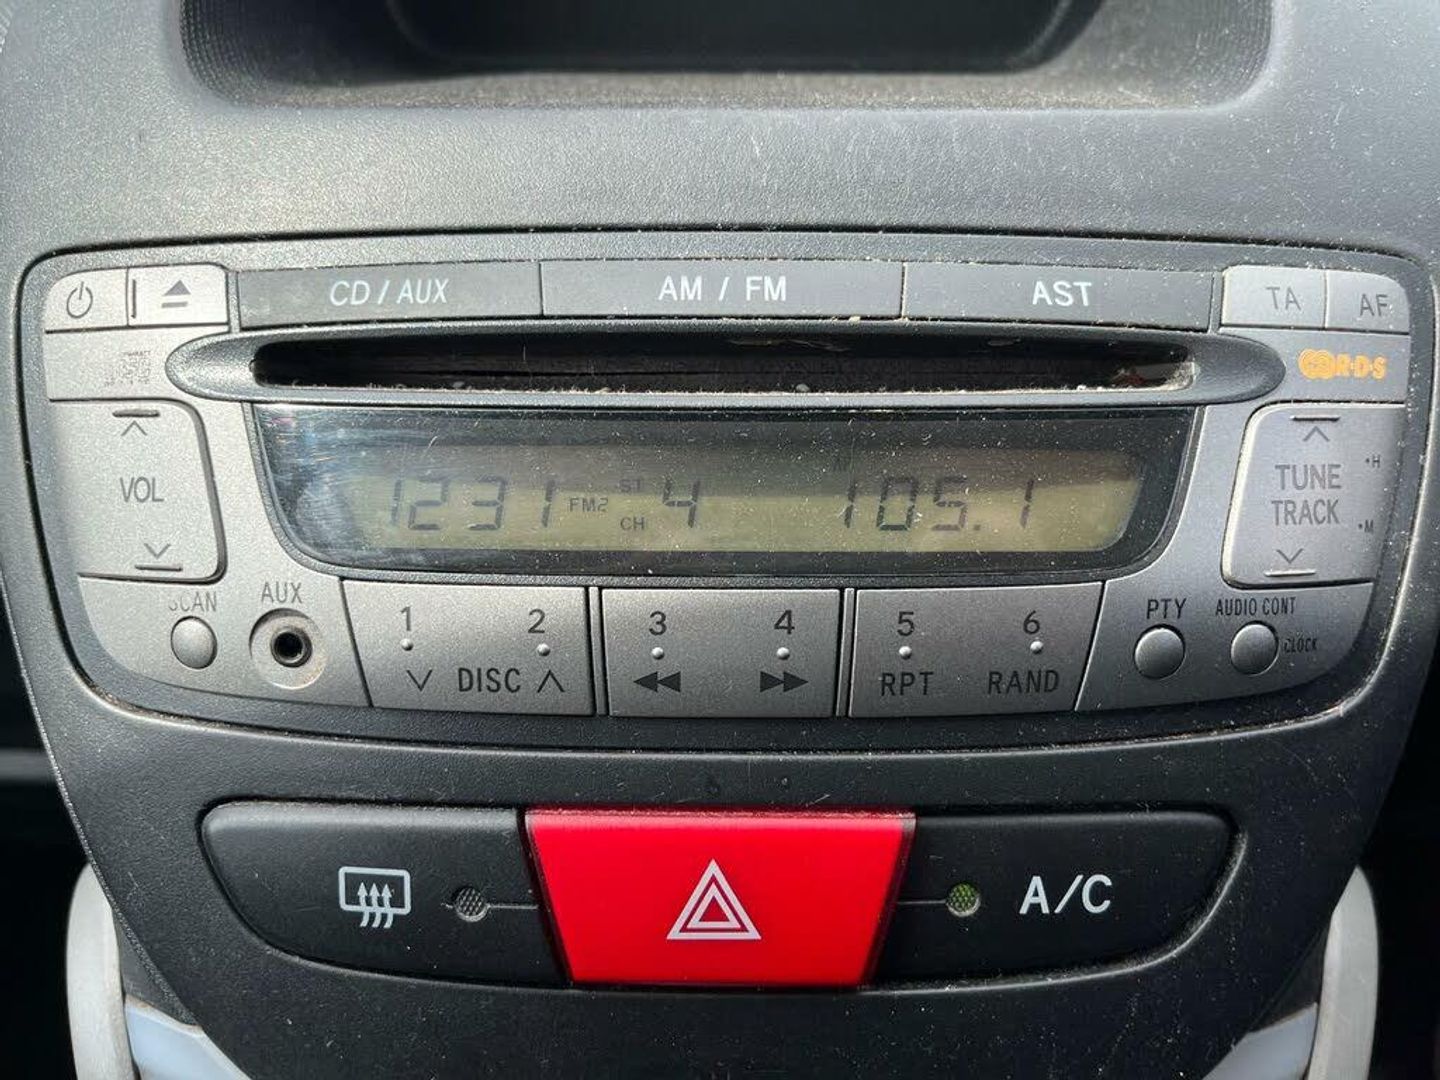 CD / AUX AM / FM AST TA AF
R·D·S
VOL
1231 FM2 ST CH 4 105.1
TUNE
TRACK
•H
•M
SCAN AUX 1 2 3 4 5 6 PTY AUDIO CONT
CLOCK
DISC RPT RAND
A/C